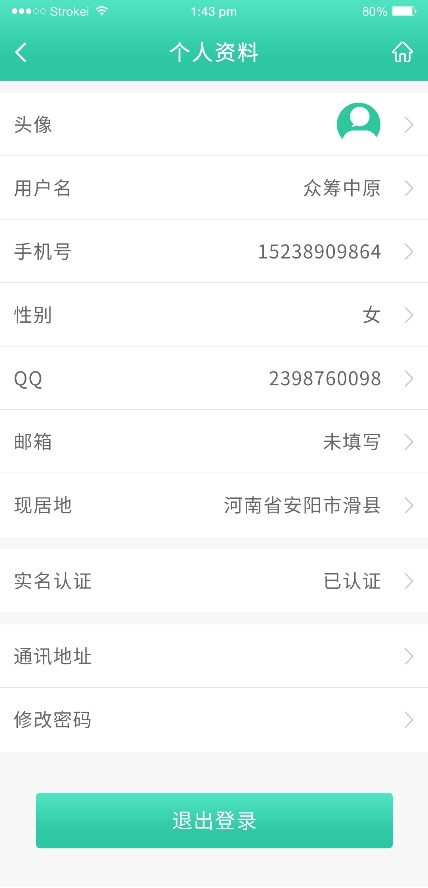 Strokei 1:43 pm 80%
个人资料
头像
用户名 众筹中原
手机号 15238909864
性别 女
QQ 2398760098
邮箱 未填写
现居地 河南省安阳市滑县
实名认证 已认证
通讯地址
修改密码
退出登录